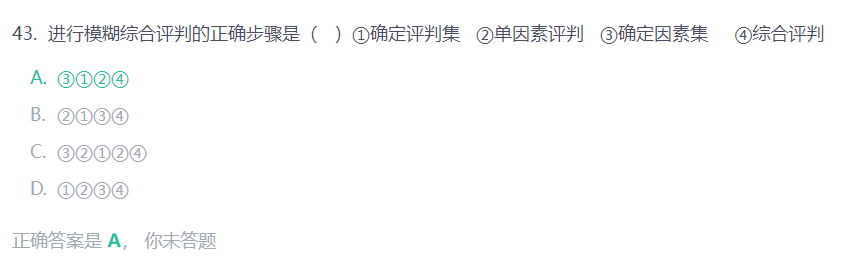 43. 进行模糊综合评判的正确步骤是（ ）①确定评判集 ②单因素评判 ③确定因素集 ④综合评判
A. ③①②④
B. ②①③④
C. ③②①②④
D. ①②③④
正确答案是 A， 你未答题